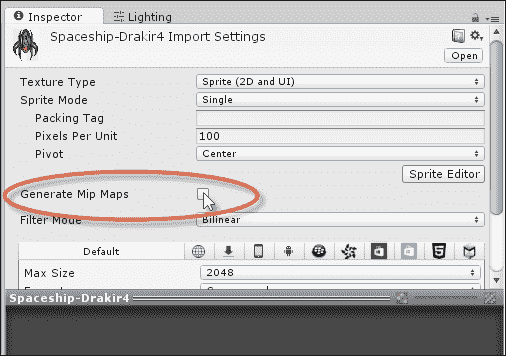 Inspector
Lighting
Spaceship-Drakir4 Import Settings
Open
Texture Type Sprite (2D and UI)
Sprite Mode Single
Packing Tag
Pixels Per Unit 100
Pivot Center
Sprite Editor
Generate Mip Maps
Filter Mode Bilinear
Default
Max Size 2048
Spaceship-Drakir4